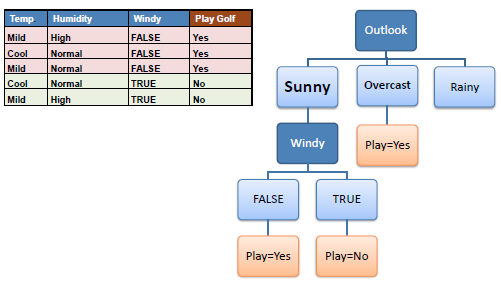 Temp Humidity Windy Play Golf
Mild High FALSE Yes
Cool Normal FALSE Yes
Mild Normal FALSE Yes
Cool Normal TRUE No
Mild High TRUE No
Outlook
Sunny Overcast Rainy
Windy Play=Yes
FALSE TRUE
Play=Yes Play=No